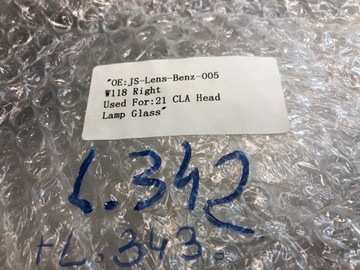 "OE:JS-Lens-Benz-005
W118 Right
Used For:21 CLA Head
Lamp Glass"
L.342
+L.343.